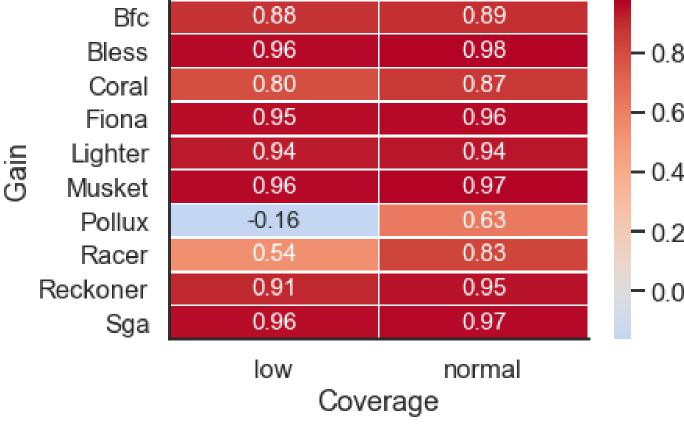 Bfc 0.88 0.89
Bless 0.96 0.98
Coral 0.80 0.87
Fiona 0.95 0.96
Lighter 0.94 0.94
Musket 0.96 0.97
Pollux -0.16 0.63
Racer 0.54 0.83
Reckoner 0.91 0.95
Sga 0.96 0.97
Gain
low normal
Coverage
0.8
0.6
0.4
0.2
0.0